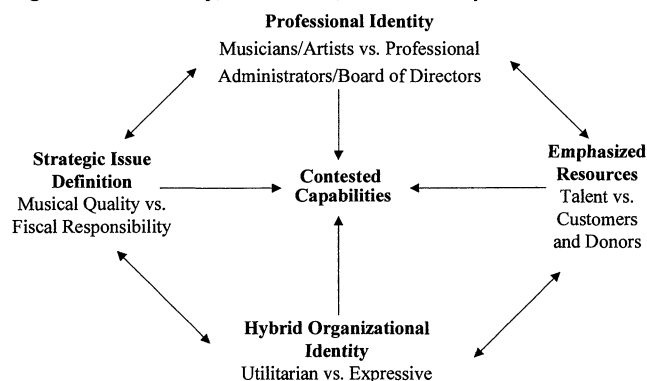 Professional Identity
Musicians/Artists vs. Professional
Administrators/Board of Directors
Strategic Issue
Definition
Musical Quality vs.
Fiscal Responsibility
Contested
Capabilities
Emphasized
Resources
Talent vs.
Customers
and Donors
Hybrid Organizational
Identity
Utilitarian vs. Expressive